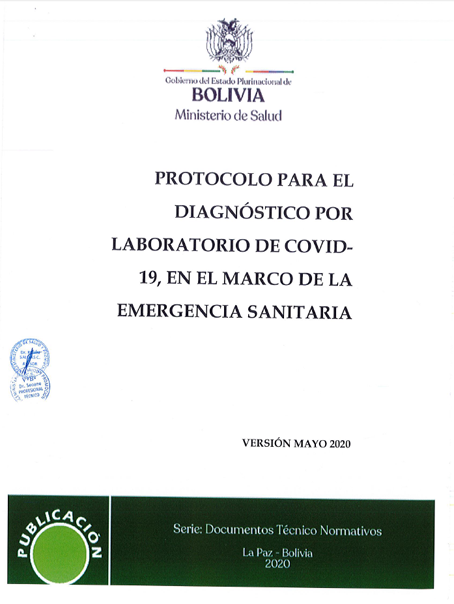 Gobierno del Estado Plurinacional de
BOLIVIA
Ministerio de Salud
PROTOCOLO PARA EL
DIAGNÓSTICO POR
LABORATORIO DE COVID-
19, EN EL MARCO DE LA
EMERGENCIA SANITARIA
VERSIÓN MAYO 2020
PUBLICACIÓN
Serie: Documentos Técnico Normativos
La Paz - Bolivia
2020